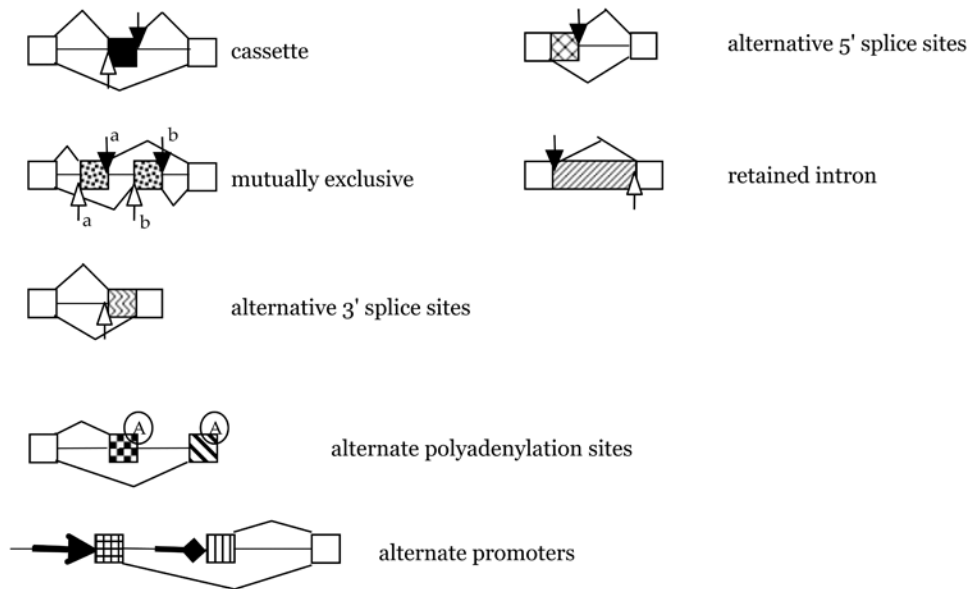 cassette
alternative 5' splice sites
a
b
mutually exclusive
a
b
retained intron
alternative 3' splice sites
A
A
alternate polyadenylation sites
alternate promoters